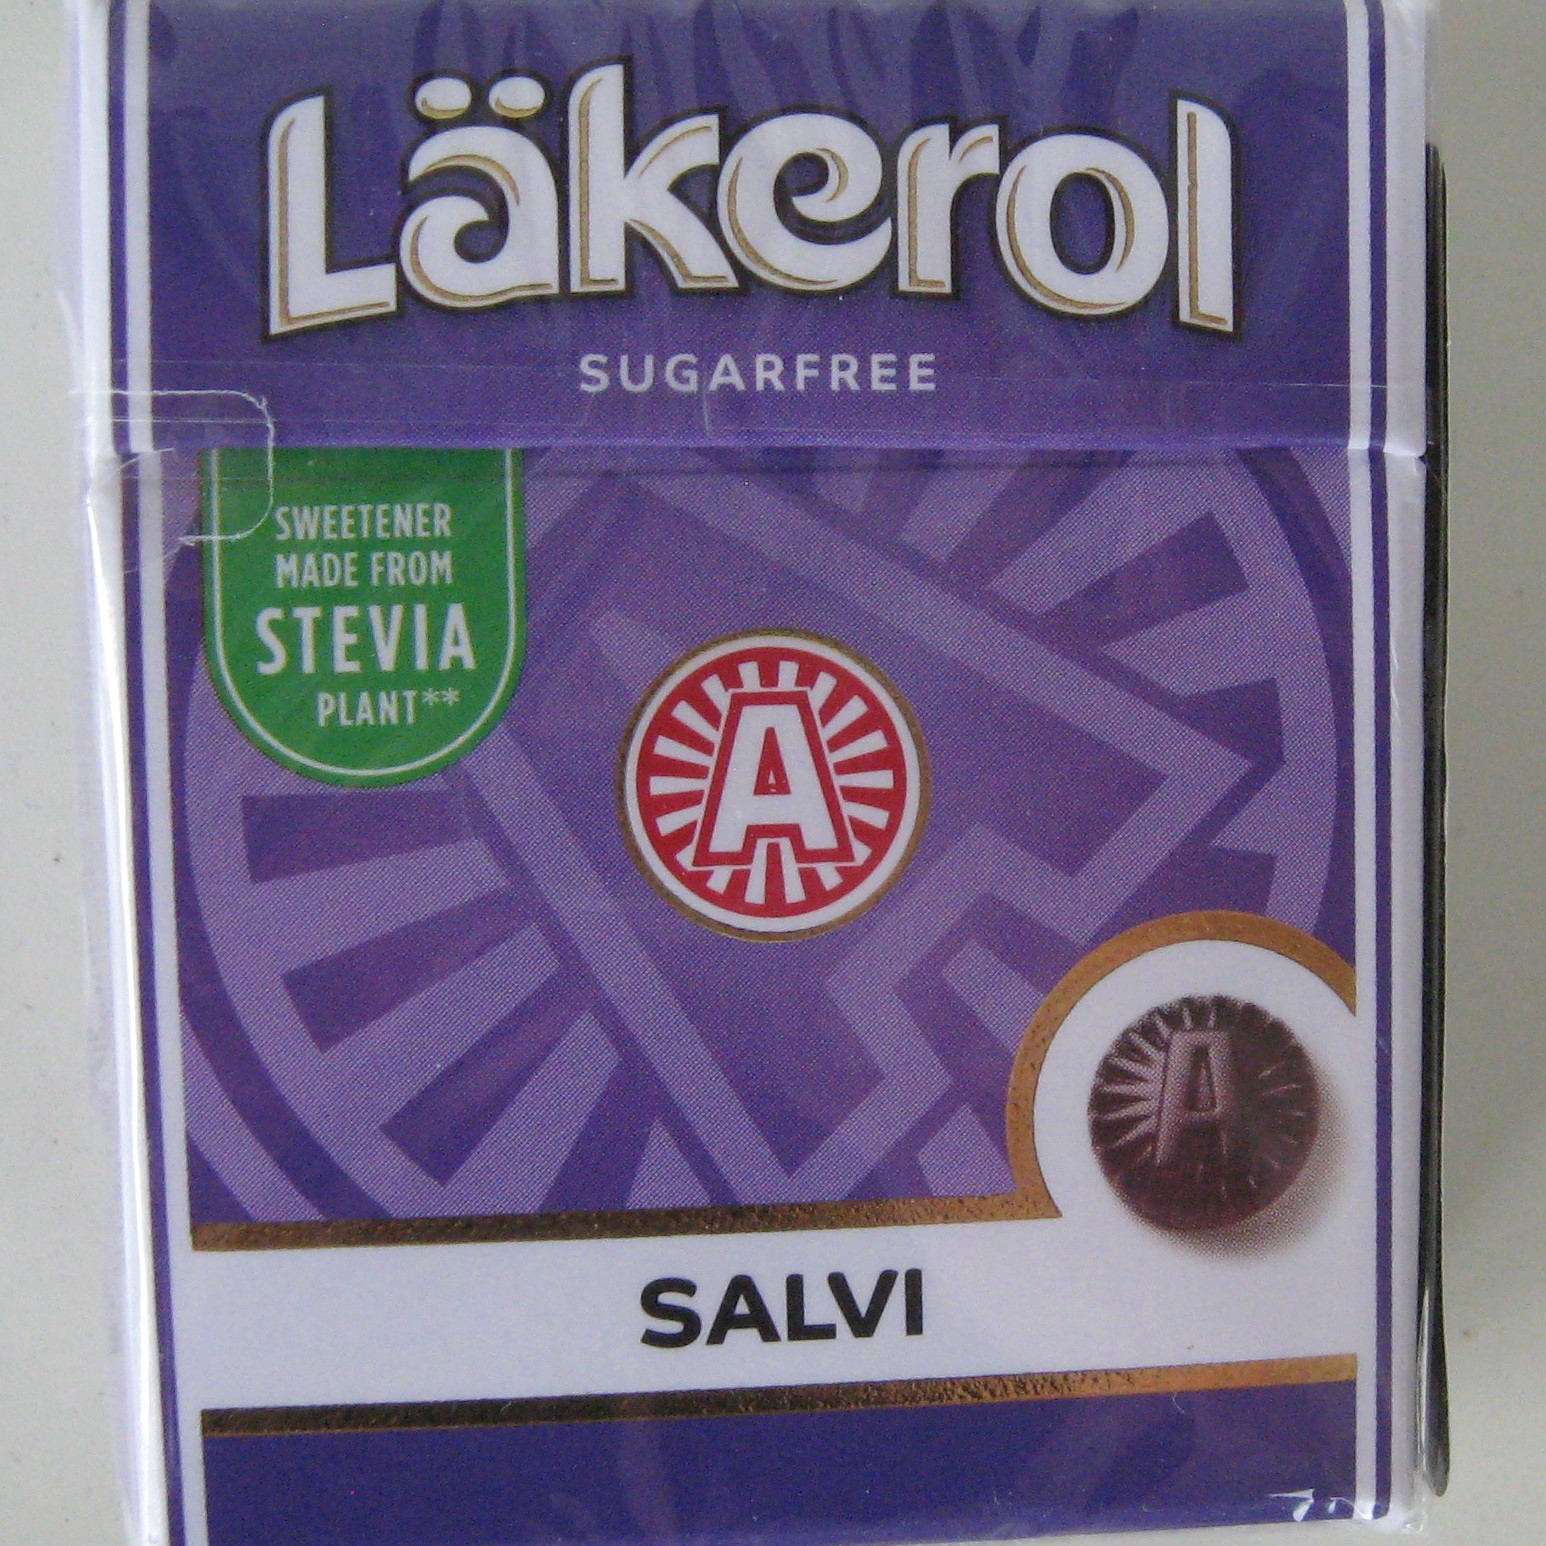 Läkerol
SUGARFREE
SWEETENER
MADE FROM
STEVIA
PLANT**
A
A
SALVI